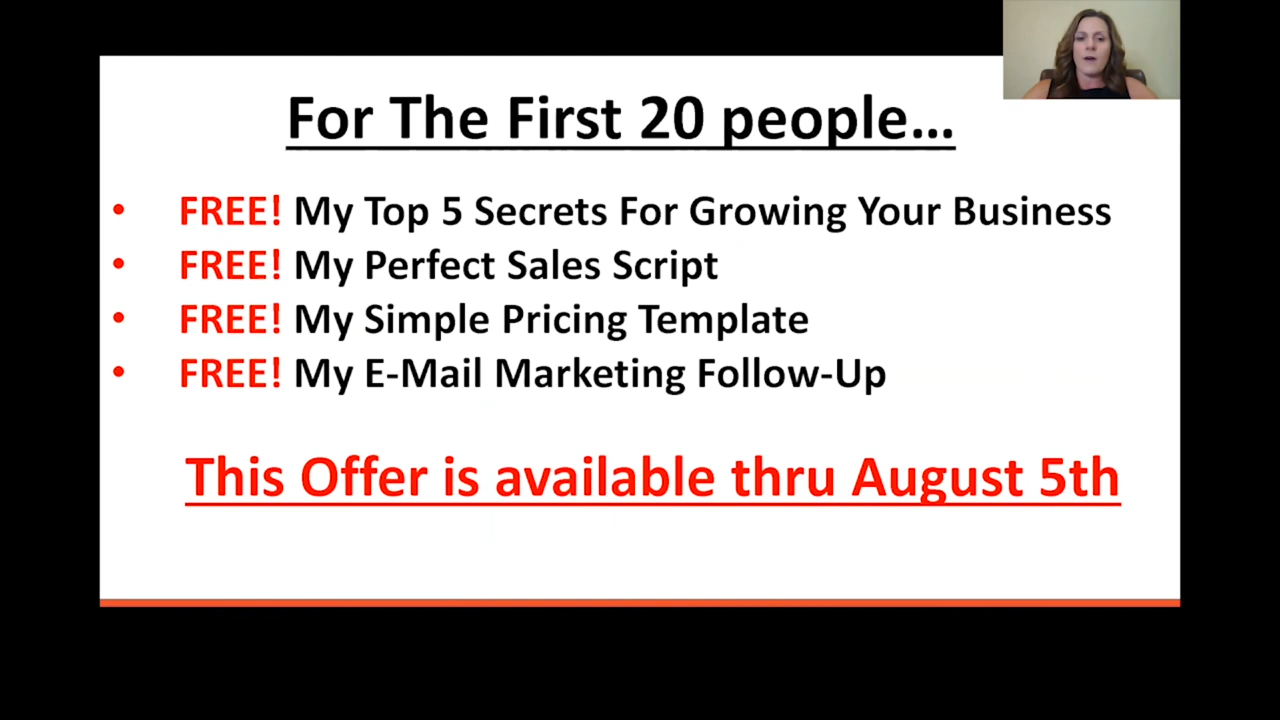 For The First 20 people...
• FREE! My Top 5 Secrets For Growing Your Business
• FREE! My Perfect Sales Script
• FREE! My Simple Pricing Template
• FREE! My E-Mail Marketing Follow-Up
This Offer is available thru August 5th